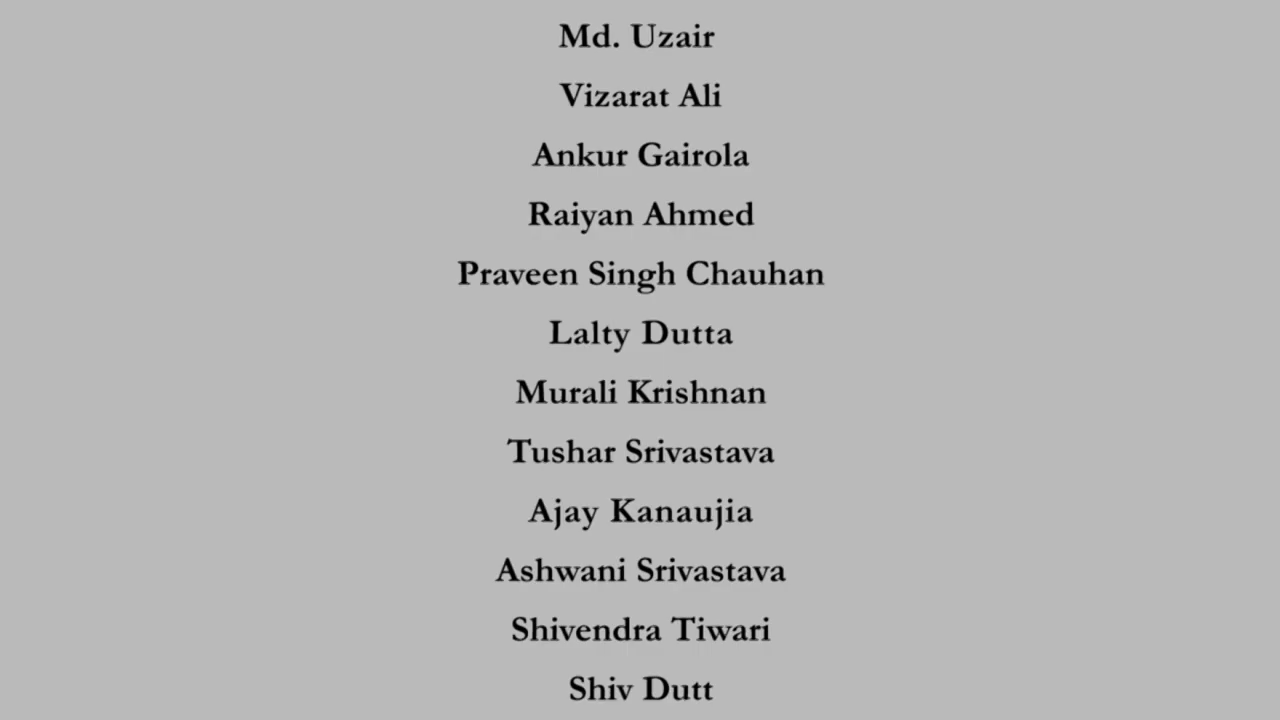 Md. Uzair
Vizarat Ali
Ankur Gairola
Raiyan Ahmed
Praveen Singh Chauhan
Lalty Dutta
Murali Krishnan
Tushar Srivastava
Ajay Kanaujia
Ashwani Srivastava
Shivendra Tiwari
Shiv Dutt